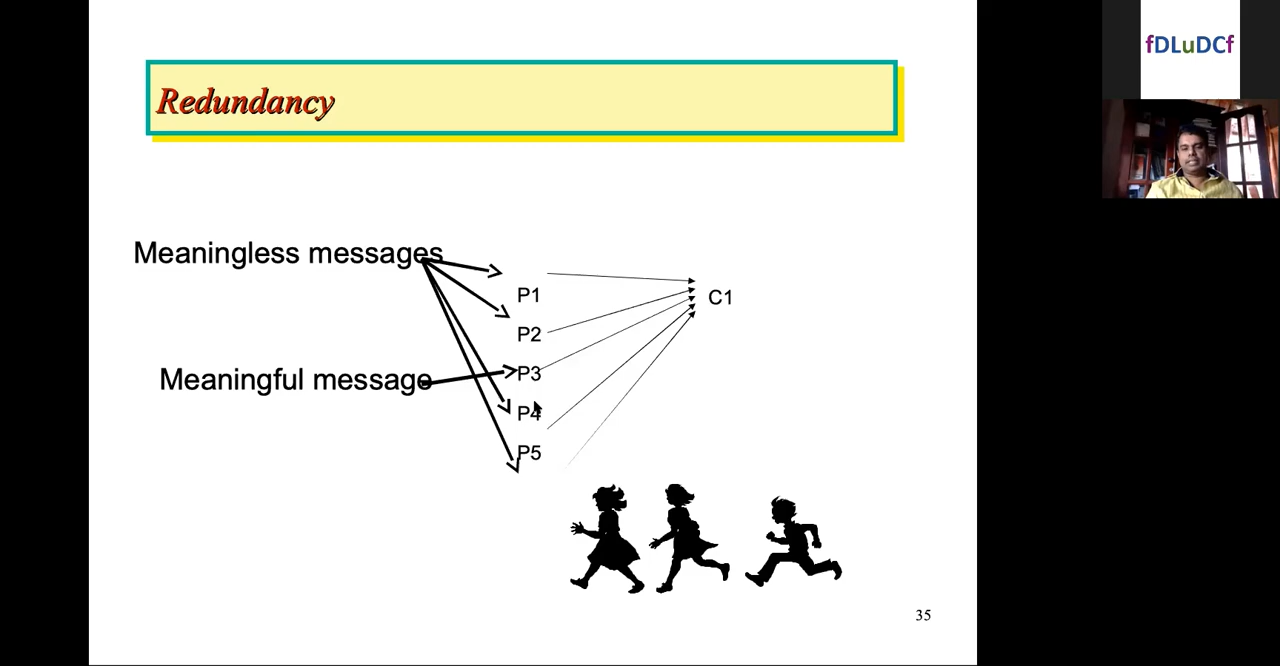 fDLuDCf
Redundancy
Meaningless messages
P1
C1
P2
Meaningful message
P3
P4
P5
35